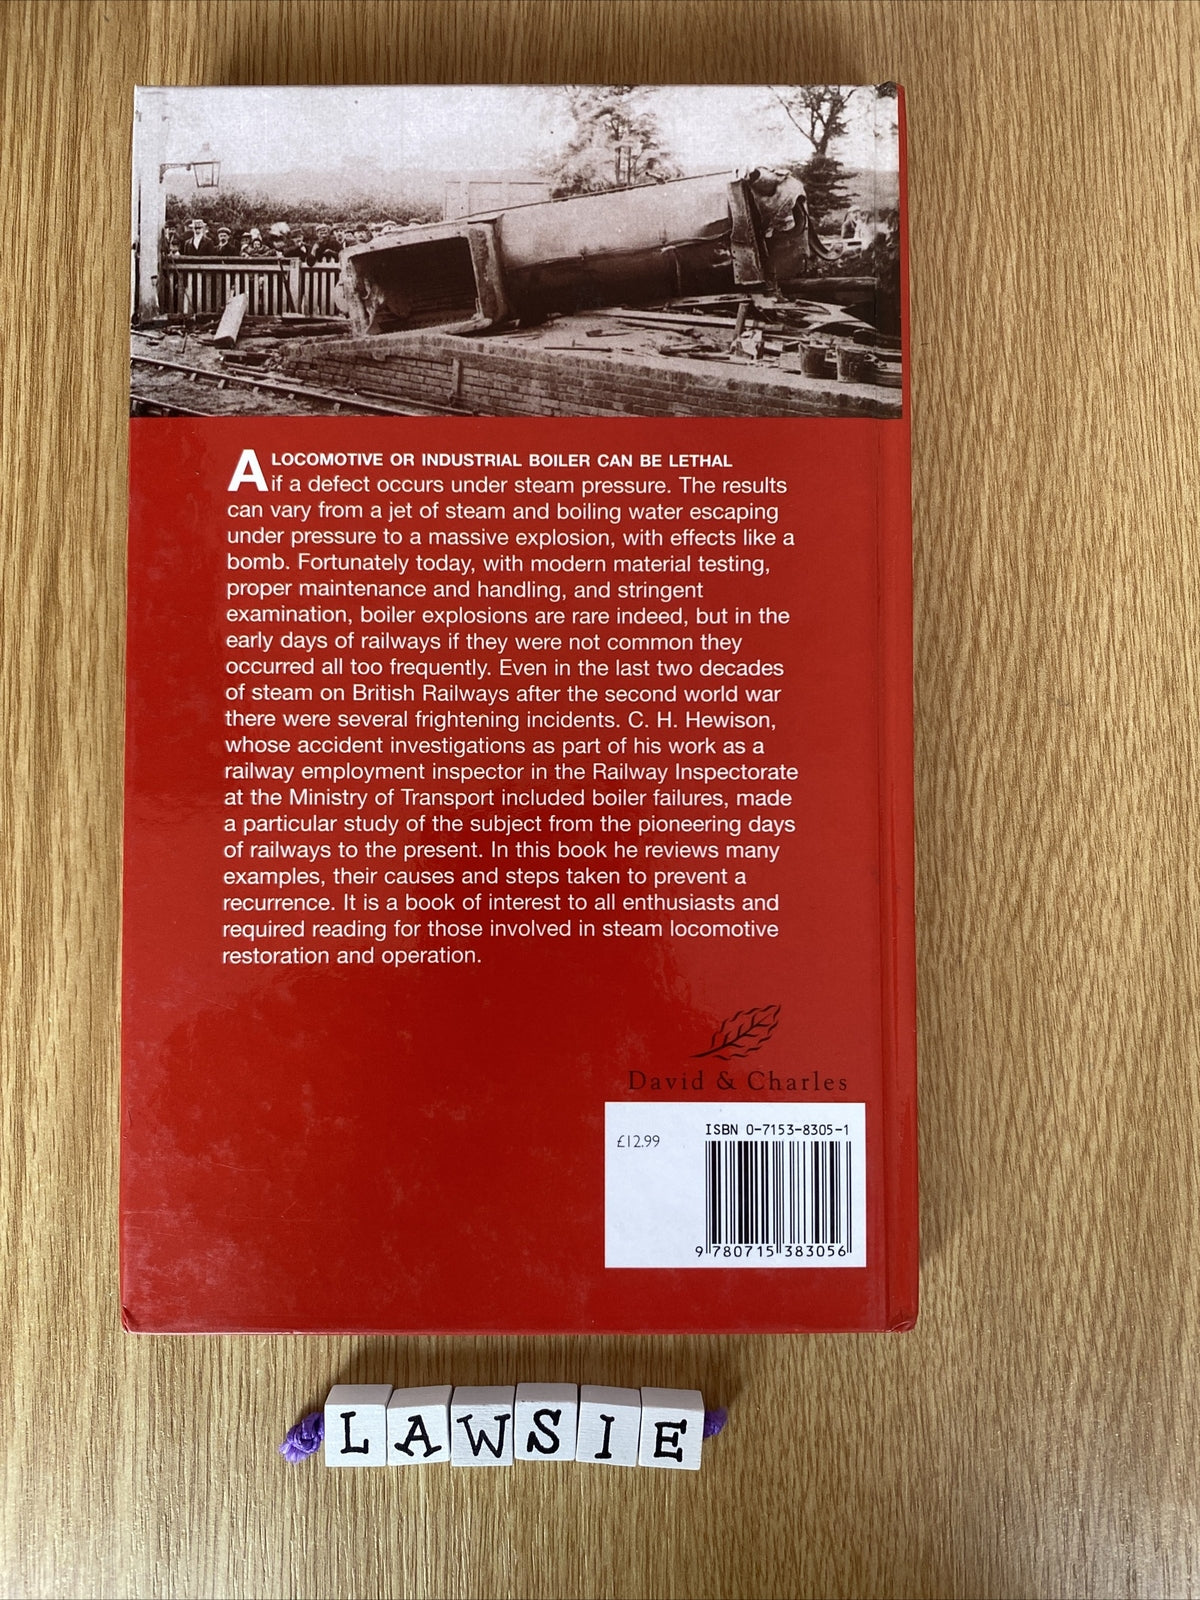 A LOCOMOTIVE OR INDUSTRIAL BOILER CAN BE LETHAL
if a defect occurs under steam pressure. The results
can vary from a jet of steam and boiling water escaping
under pressure to a massive explosion, with effects like a
bomb. Fortunately today, with modern material testing,
proper maintenance and handling, and stringent
examination, boiler explosions are rare indeed, but in the
early days of railways if they were not common they
occurred all too frequently. Even in the last two decades
of steam on British Railways after the second world war
there were several frightening incidents. C. H. Hewison,
whose accident investigations as part of his work as a
railway employment inspector in the Railway Inspectorate
at the Ministry of Transport included boiler failures, made
a particular study of the subject from the pioneering days
of railways to the present. In this book he reviews many
examples, their causes and steps taken to prevent a
recurrence. It is a book of interest to all enthusiasts and
required reading for those involved in steam locomotive
restoration and operation.
David & Charles
ISBN 0-7153-8305-1
£12.99
9 780715 383056
LAWSIE